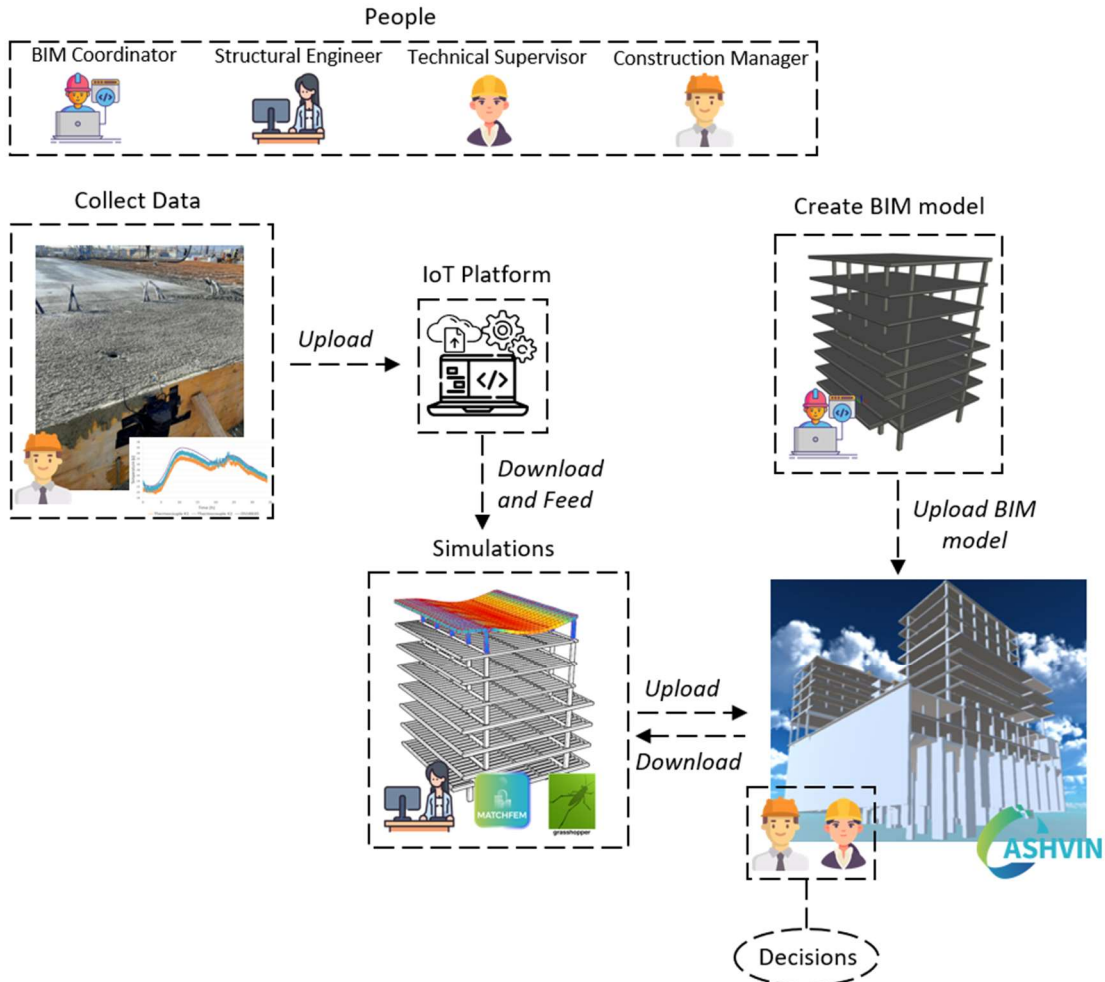 People
BIM Coordinator
Structural Engineer
Technical Supervisor
Construction Manager
Collect Data
Create BIM model
IoT Platform
Upload
</>
Time (h)
Download
and Feed
Upload BIM
model
Simulations
Upload
Download
MATCHFEM
grasshopper
ASHVIN
Decisions